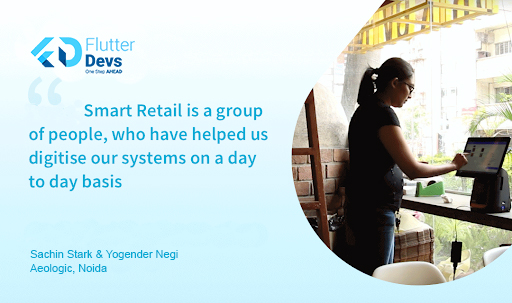 Flutter
Devs
One Step AHEAD
“
Smart Retail is a group
of people, who have helped us
digitise our systems on a day
to day basis
Sachin Stark & Yogender Negi
Aeologic, Noida